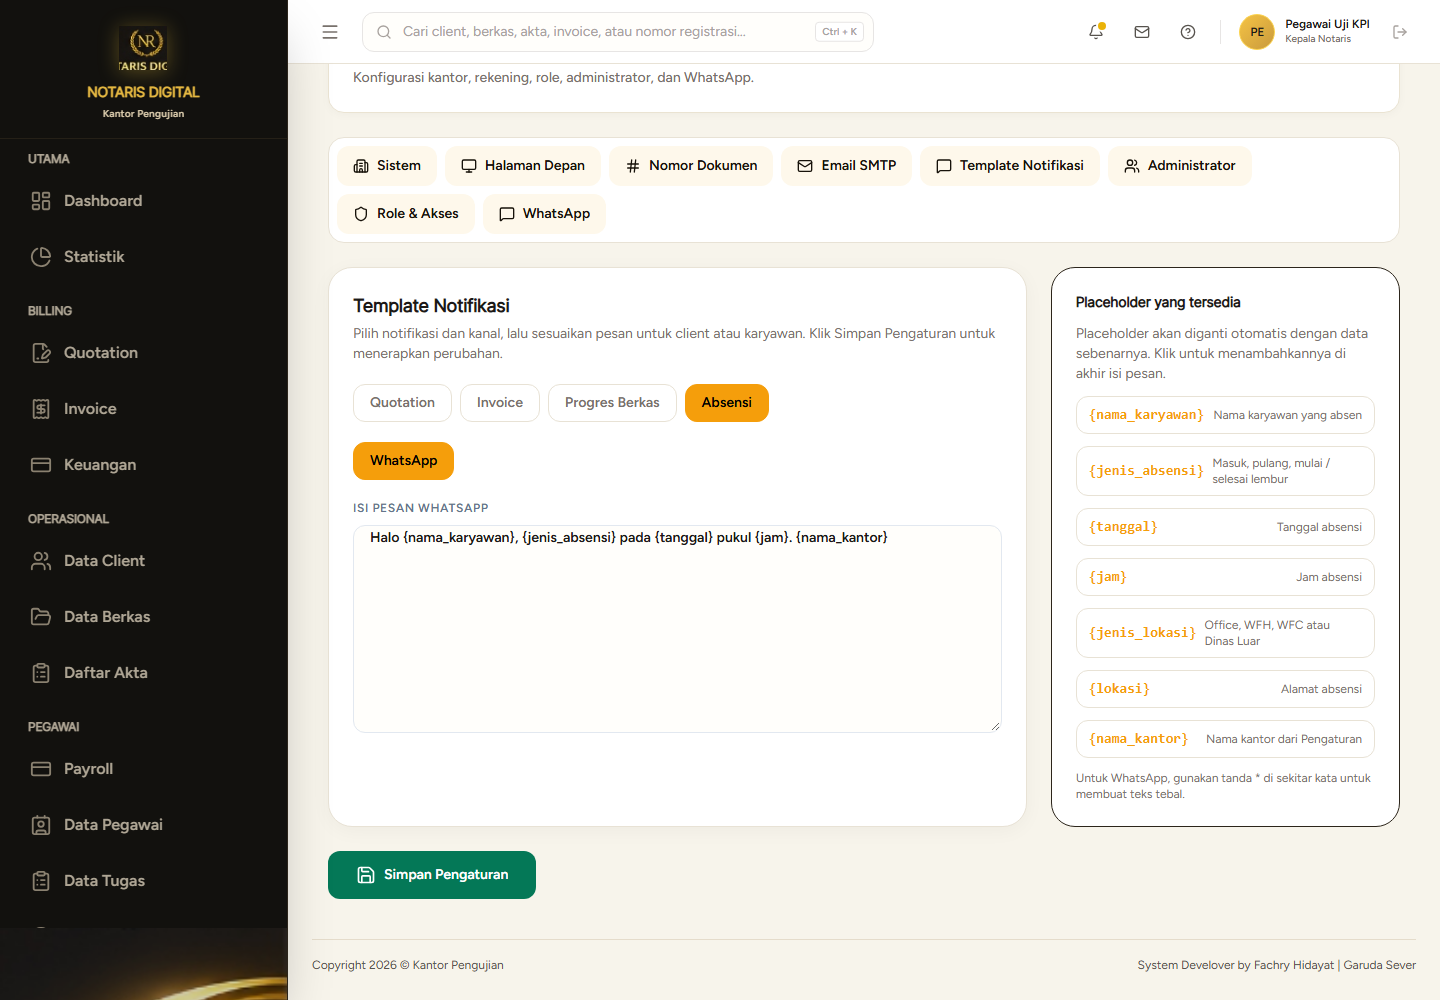 NR
TARIS DIG
NOTARIS DIGITAL
Kantor Pengujian
UTAMA
Dashboard
Statistik
BILLING
Quotation
Invoice
Keuangan
OPERASIONAL
Data Client
Data Berkas
Daftar Akta
PEGAWAI
Payroll
Data Pegawai
Data Tugas
Cari client, berkas, akta, invoice, atau nomor registrasi...
Ctrl + K
PE
Pegawai Uji KPI
Kepala Notaris
Konfigurasi kantor, rekening, role, administrator, dan WhatsApp.
Sistem
Halaman Depan
Nomor Dokumen
Email SMTP
Template Notifikasi
Administrator
Role & Akses
WhatsApp
Template Notifikasi
Pilih notifikasi dan kanal, lalu sesuaikan pesan untuk client atau karyawan. Klik Simpan Pengaturan untuk
menerapkan perubahan.
Quotation
Invoice
Progres Berkas
Absensi
WhatsApp
ISI PESAN WHATSAPP
Halo {nama_karyawan}, {jenis_absensi} pada {tanggal} pukul {jam}. {nama_kantor}
Placeholder yang tersedia
Placeholder akan diganti otomatis dengan data
sebenarnya. Klik untuk menambahkannya di
akhir isi pesan.
{nama_karyawan} Nama karyawan yang absen
{jenis_absensi} Masuk, pulang, mulai /
selesai lembur
{tanggal} Tanggal absensi
{jam} Jam absensi
{jenis_lokasi} Office, WFH, WFC atau
Dinas Luar
{lokasi} Alamat absensi
{nama_kantor} Nama kantor dari Pengaturan
Untuk WhatsApp, gunakan tanda * di sekitar kata untuk
membuat teks tebal.
Simpan Pengaturan
Copyright 2026 © Kantor Pengujian
System Develover by Fachry Hidayat | Garuda Sever